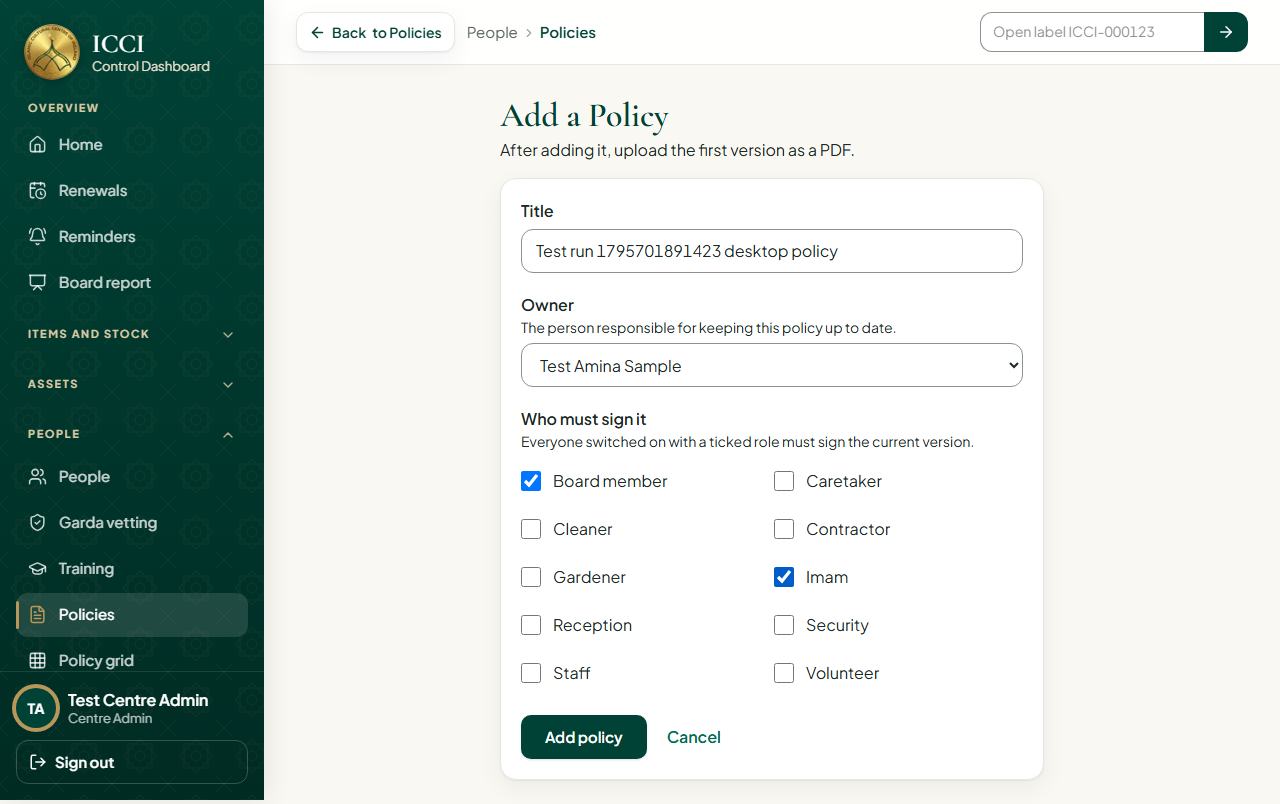 ICCI
Control Dashboard
OVERVIEW
Home
Renewals
Reminders
Board report
ITEMS AND STOCK
ASSETS
PEOPLE
People
Garda vetting
Training
Policies
Policy grid
TA
Test Centre Admin
Centre Admin
Sign out
Back to Policies
People > Policies
Open label ICCI-000123
Add a Policy
After adding it, upload the first version as a PDF.
Title
Test run 1795701891423 desktop policy
Owner
The person responsible for keeping this policy up to date.
Test Amina Sample
Who must sign it
Everyone switched on with a ticked role must sign the current version.
Board member
Caretaker
Cleaner
Contractor
Gardener
Imam
Reception
Security
Staff
Volunteer
Add policy
Cancel